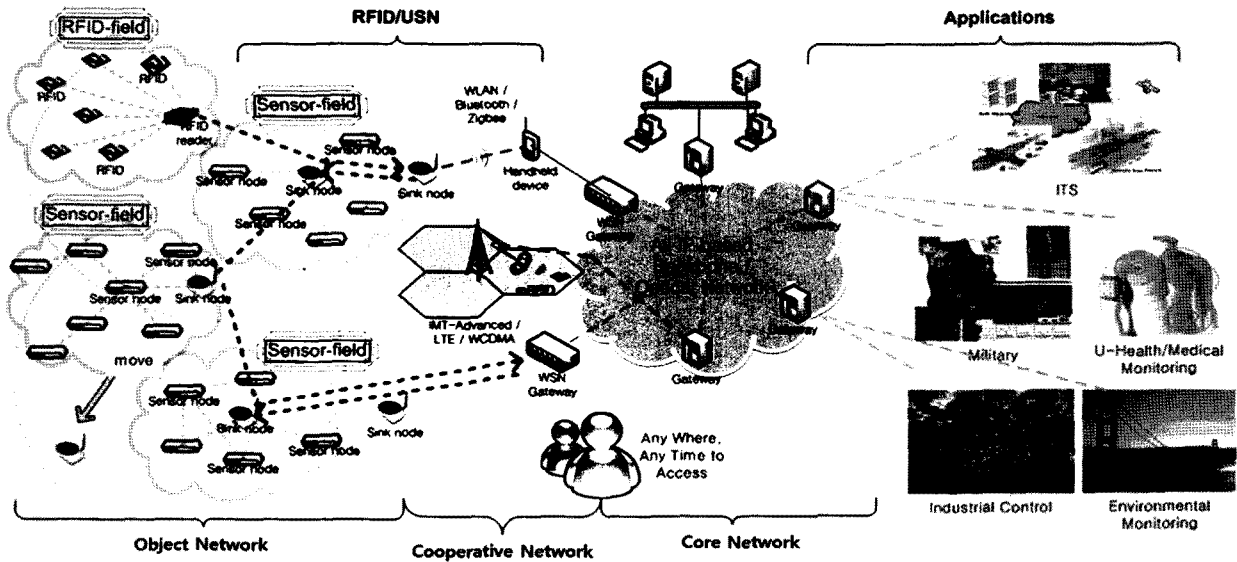 RFID/USN
Applications
RFID-field
RFID
RFID
RFID
RFID
RFID
reader
Sensor-field
WLAN /
Bluetooth /
Zigbee
Sensor node
Sensor node
Sink node
Sensor node
Sink node
Handheld
device
Gateway
Gateway
ITS
Sensor-field
Sensor node
Sensor node
Sink node
IMT-Advanced /
LTE / WCDMA
Gateway
Military
U-Health/Medical
Monitoring
move
Sensor-field
Sensor node
Sink node
Sensor node
Sensor node
Sink node
WSN
Gateway
Gateway
Any Where,
Any Time to
Access
Industrial Control
Environmental
Monitoring
Object Network
Cooperative Network
Core Network